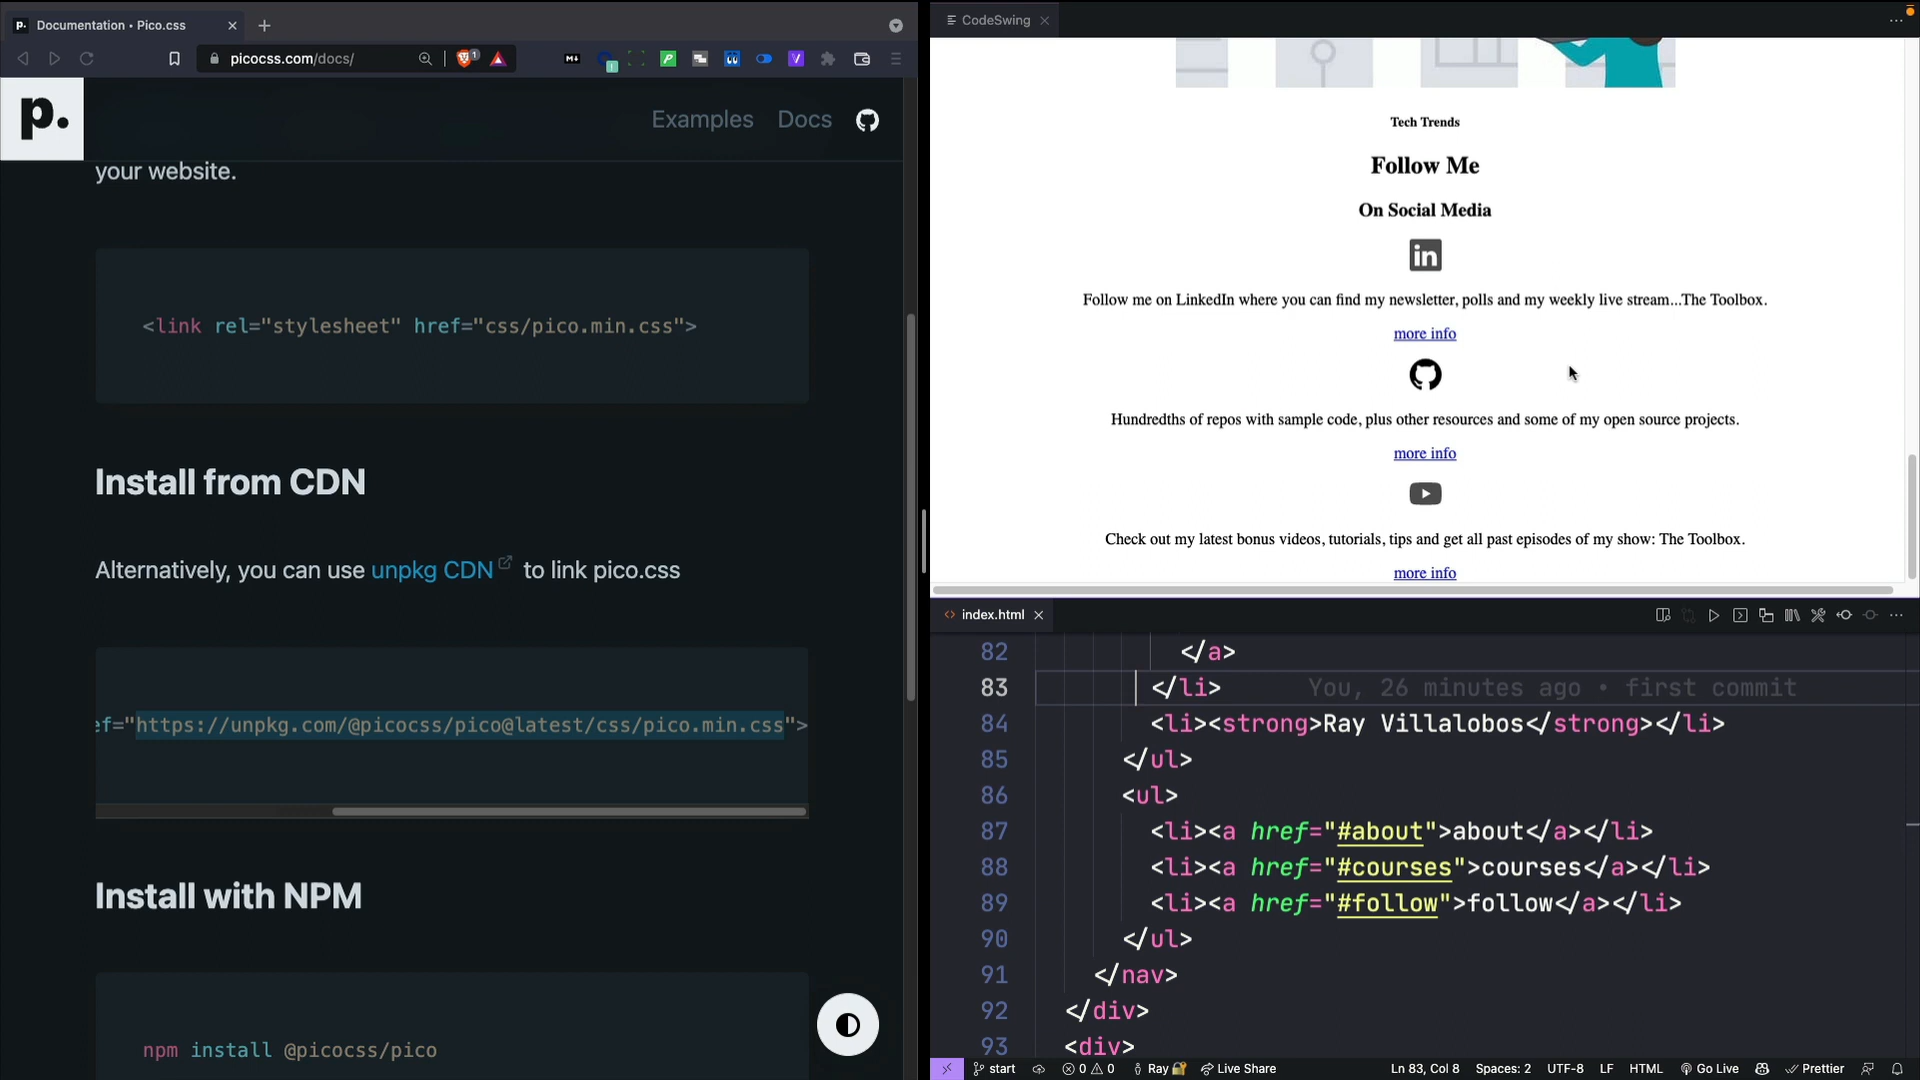 Documentation • Pico.css
picocss.com/docs/
1
M↓
p.
Examples
Docs
your website.
<link rel="stylesheet" href="css/pico.min.css">
Install from CDN
Alternatively, you can use unpkg CDN to link pico.css
ef="https://unpkg.com/@picocss/pico@latest/css/pico.min.css">
Install with NPM
npm install @picocss/pico
CodeSwing
Tech Trends
Follow Me
On Social Media
in
Follow me on LinkedIn where you can find my newsletter, polls and my weekly live stream...The Toolbox.
more info
Hundredths of repos with sample code, plus other resources and some of my open source projects.
more info
Check out my latest bonus videos, tutorials, tips and get all past episodes of my show: The Toolbox.
more info
index.html
82 </a>
83 </li> You, 26 minutes ago • first commit
84 <li><strong>Ray Villalobos</strong></li>
85 </ul>
86 <ul>
87 <li><a href="#about">about</a></li>
88 <li><a href="#courses">courses</a></li>
89 <li><a href="#follow">follow</a></li>
90 </ul>
91 </nav>
92 </div>
93 <div>
start 0 0 Ray Live Share Ln 83, Col 8 Spaces: 2 UTF-8 LF HTML Go Live Prettier